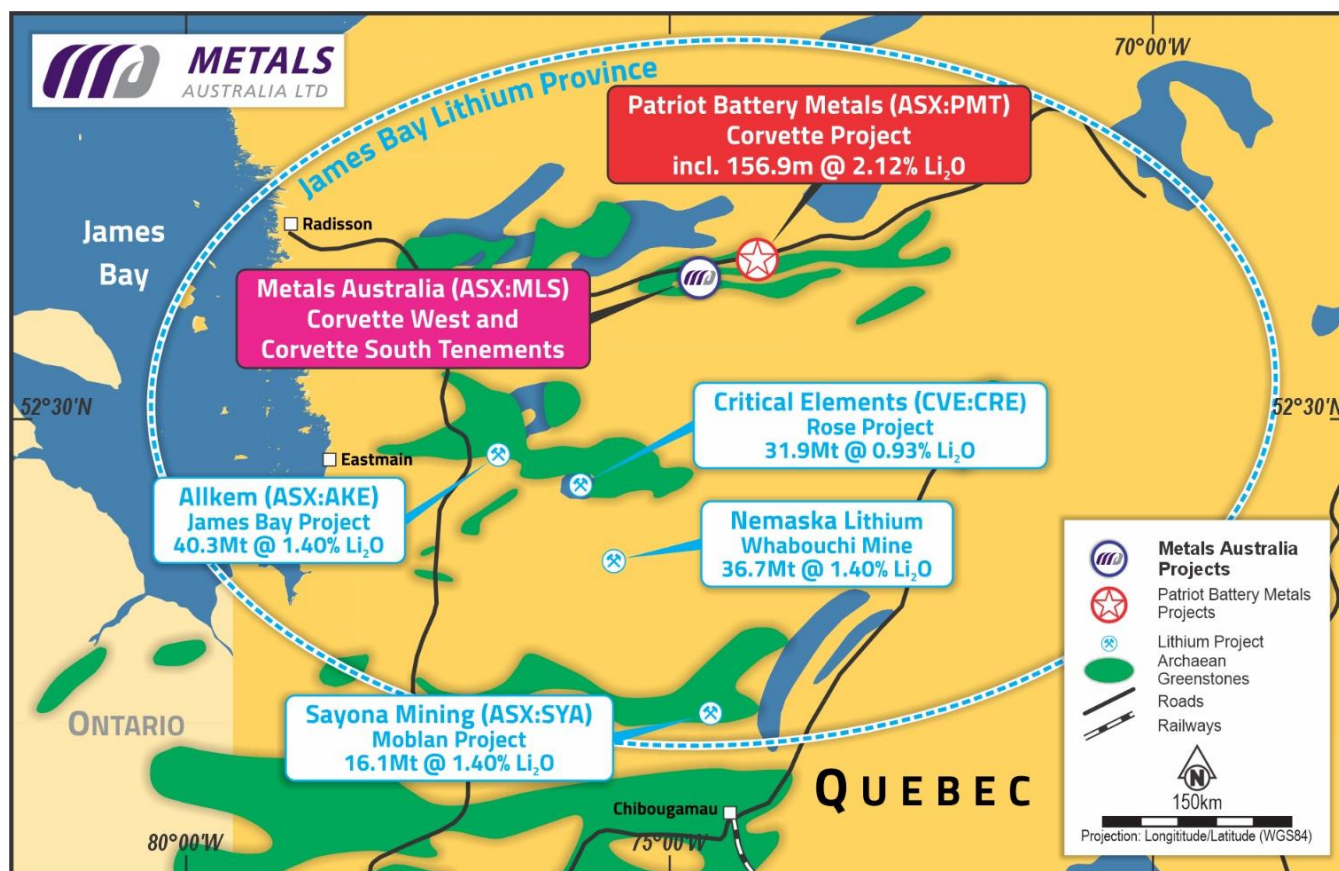 METALS
AUSTRALIA LTD
70°00'W
James Bay Lithium Province
Patriot Battery Metals (ASX:PMT)
Corvette Project
incl. 156.9m @ 2.12% Li₂O
James
Bay
Radisson
Metals Australia (ASX:MLS)
Corvette West and
Corvette South Tenements
52°30'N
52°30'N
Critical Elements (CVE:CRE)
Rose Project
31.9Mt @ 0.93% Li₂O
Eastmain
Allkem (ASX:AKE)
James Bay Project
40.3Mt @ 1.40% Li₂O
Nemaska Lithium
Whabouchi Mine
36.7Mt @ 1.40% Li₂O
ONTARIO
Sayona Mining (ASX:SYA)
Moblan Project
16.1Mt @ 1.40% Li₂O
QUEBEC
Chibougamau
80°00'W
75°00'W
Metals Australia
Projects
Patriot Battery Metals
Projects
Lithium Project
Archaean
Greenstones
Roads
Railways
N
150km
Projection: Longititude/Latitude (WGS84)